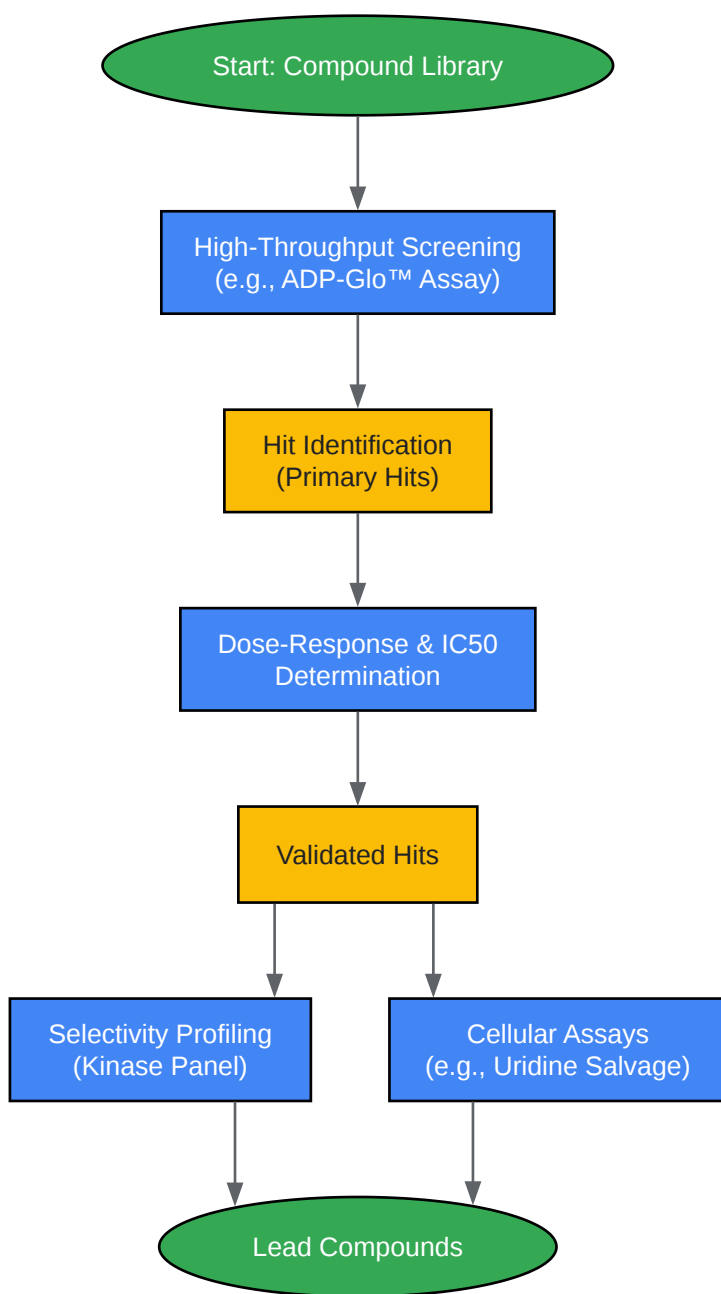 Start: Compound Library
High-Throughput Screening
(e.g., ADP-Glo™ Assay)
Hit Identification
(Primary Hits)
Dose-Response & IC50
Determination
Validated Hits
Selectivity Profiling
(Kinase Panel)
Cellular Assays
(e.g., Uridine Salvage)
Lead Compounds